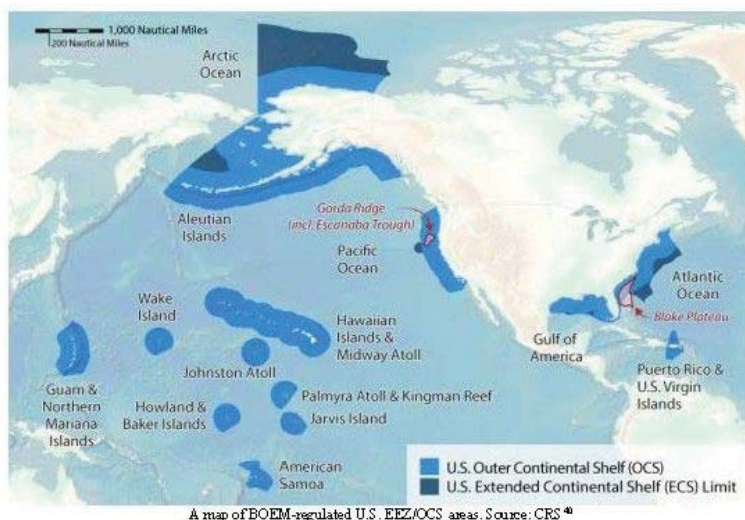 1,000 Nautical Miles
200 Nautical Miles
Arctic
Ocean
Aleutian
Islands
Gorda Ridge
(incl. Escanaba Trough)
Pacific
Ocean
Atlantic
Ocean
Blake Plateau
Gulf of
America
Puerto Rico &
U.S. Virgin
Islands
Wake
Island
Hawaiian
Islands &
Midway Atoll
Johnston Atoll
Guam &
Northern
Mariana
Islands
Howland &
Baker Islands
Palmyra Atoll & Kingman Reef
Jarvis Island
American
Samoa
U.S. Outer Continental Shelf (OCS)
U.S. Extended Continental Shelf (ECS) Limit
A map of BOEM-regulated U.S. EEZ/OCS areas. Source: CRS 40